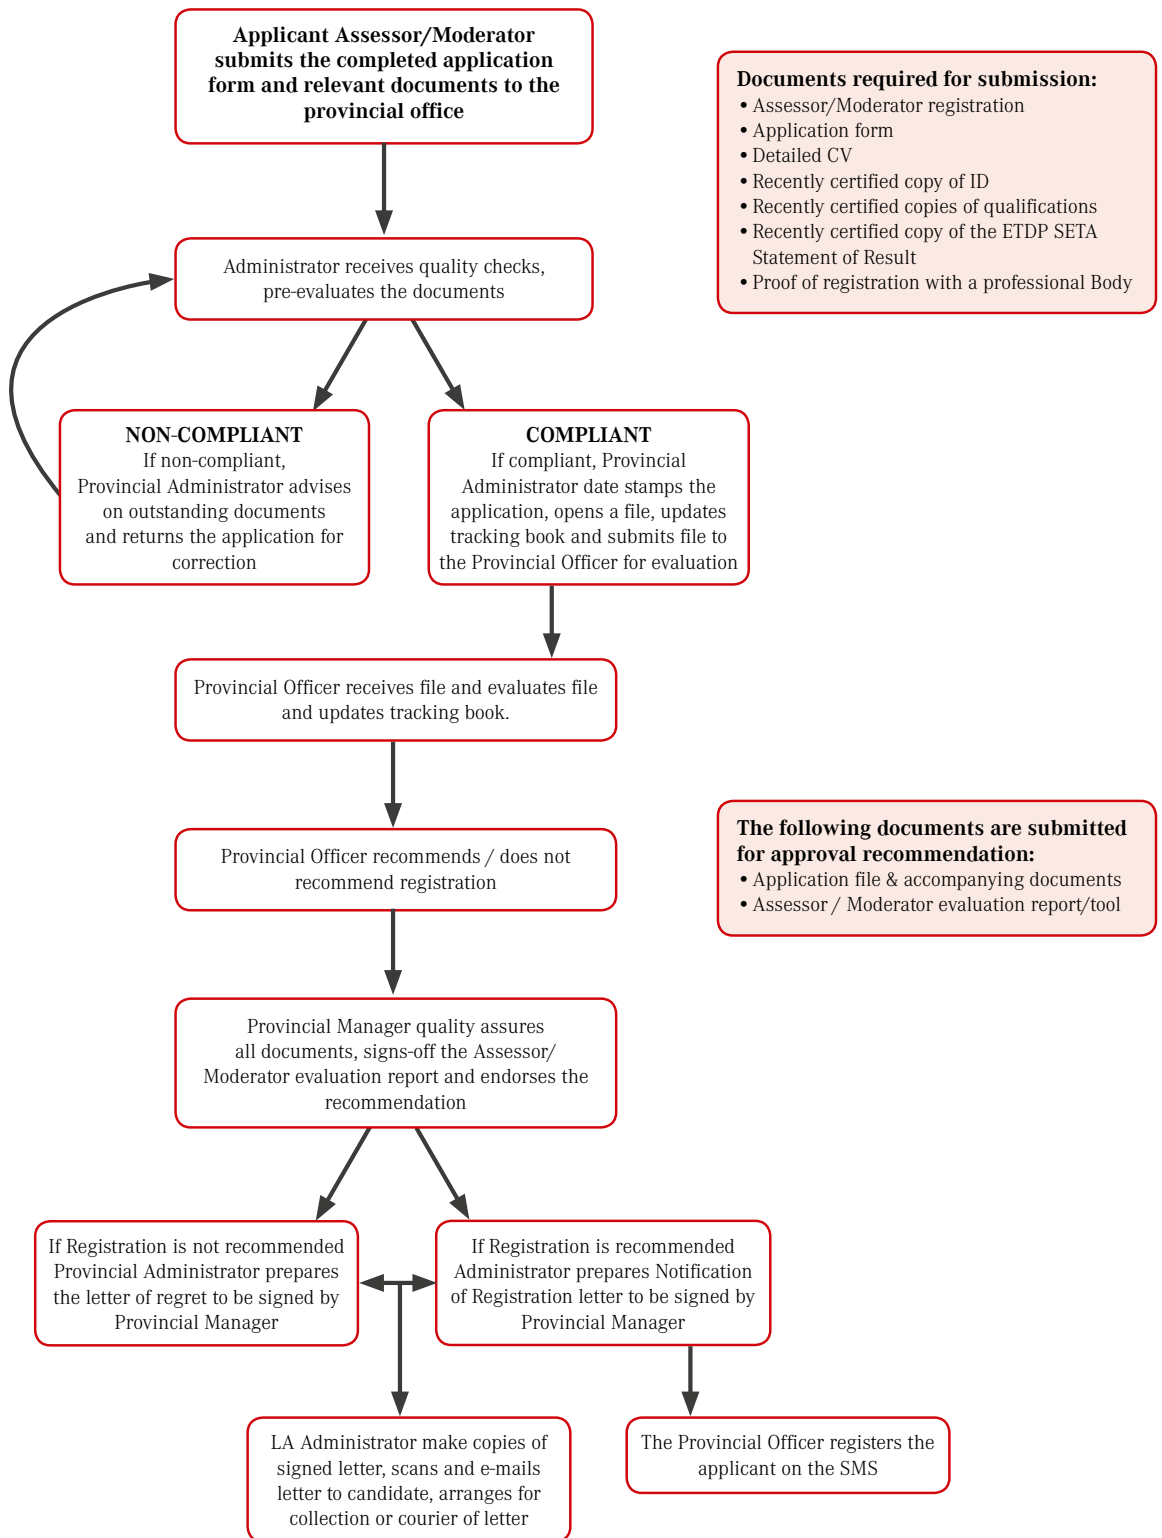 Applicant Assessor/Moderator
submits the completed application
form and relevant documents to the
provincial office
Documents required for submission:
• Assessor/Moderator registration
• Application form
• Detailed CV
• Recently certified copy of ID
• Recently certified copies of qualifications
• Recently certified copy of the ETDP SETA
Statement of Result
• Proof of registration with a professional Body
Administrator receives quality checks,
pre-evaluates the documents
NON-COMPLIANT
If non-compliant,
Provincial Administrator advises
on outstanding documents
and returns the application for
correction
COMPLIANT
If compliant, Provincial
Administrator date stamps the
application, opens a file, updates
tracking book and submits file to
the Provincial Officer for evaluation
Provincial Officer receives file and evaluates file
and updates tracking book.
Provincial Officer recommends / does not
recommend registration
The following documents are submitted
for approval recommendation:
• Application file & accompanying documents
• Assessor / Moderator evaluation report/tool
Provincial Manager quality assures
all documents, signs-off the Assessor/
Moderator evaluation report and endorses the
recommendation
If Registration is not recommended
Provincial Administrator prepares
the letter of regret to be signed by
Provincial Manager
If Registration is recommended
Administrator prepares Notification
of Registration letter to be signed by
Provincial Manager
LA Administrator make copies of
signed letter, scans and e-mails
letter to candidate, arranges for
collection or courier of letter
The Provincial Officer registers the
applicant on the SMS